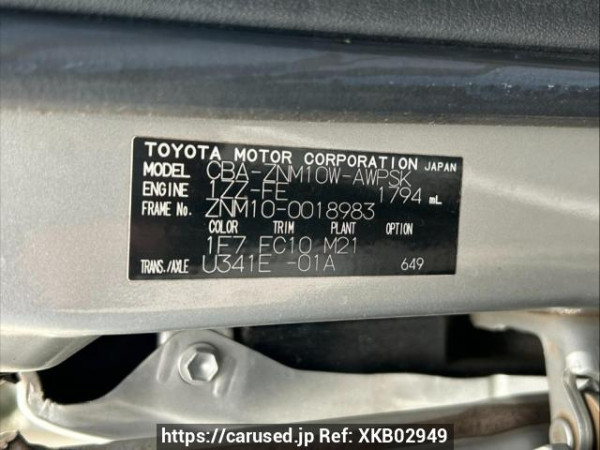 TOYOTA MOTOR CORPORATION JAPAN
MODEL CBA-ZNM10W-AWPSK
ENGINE 1ZZ-FE 1794 mL
FRAME No. ZNM10-0018983
COLOR TRIM PLANT OPTION
1F7 FC10 M21
TRANS./AXLE U341E -01A 649
https://carused.jp Ref: XKB02949